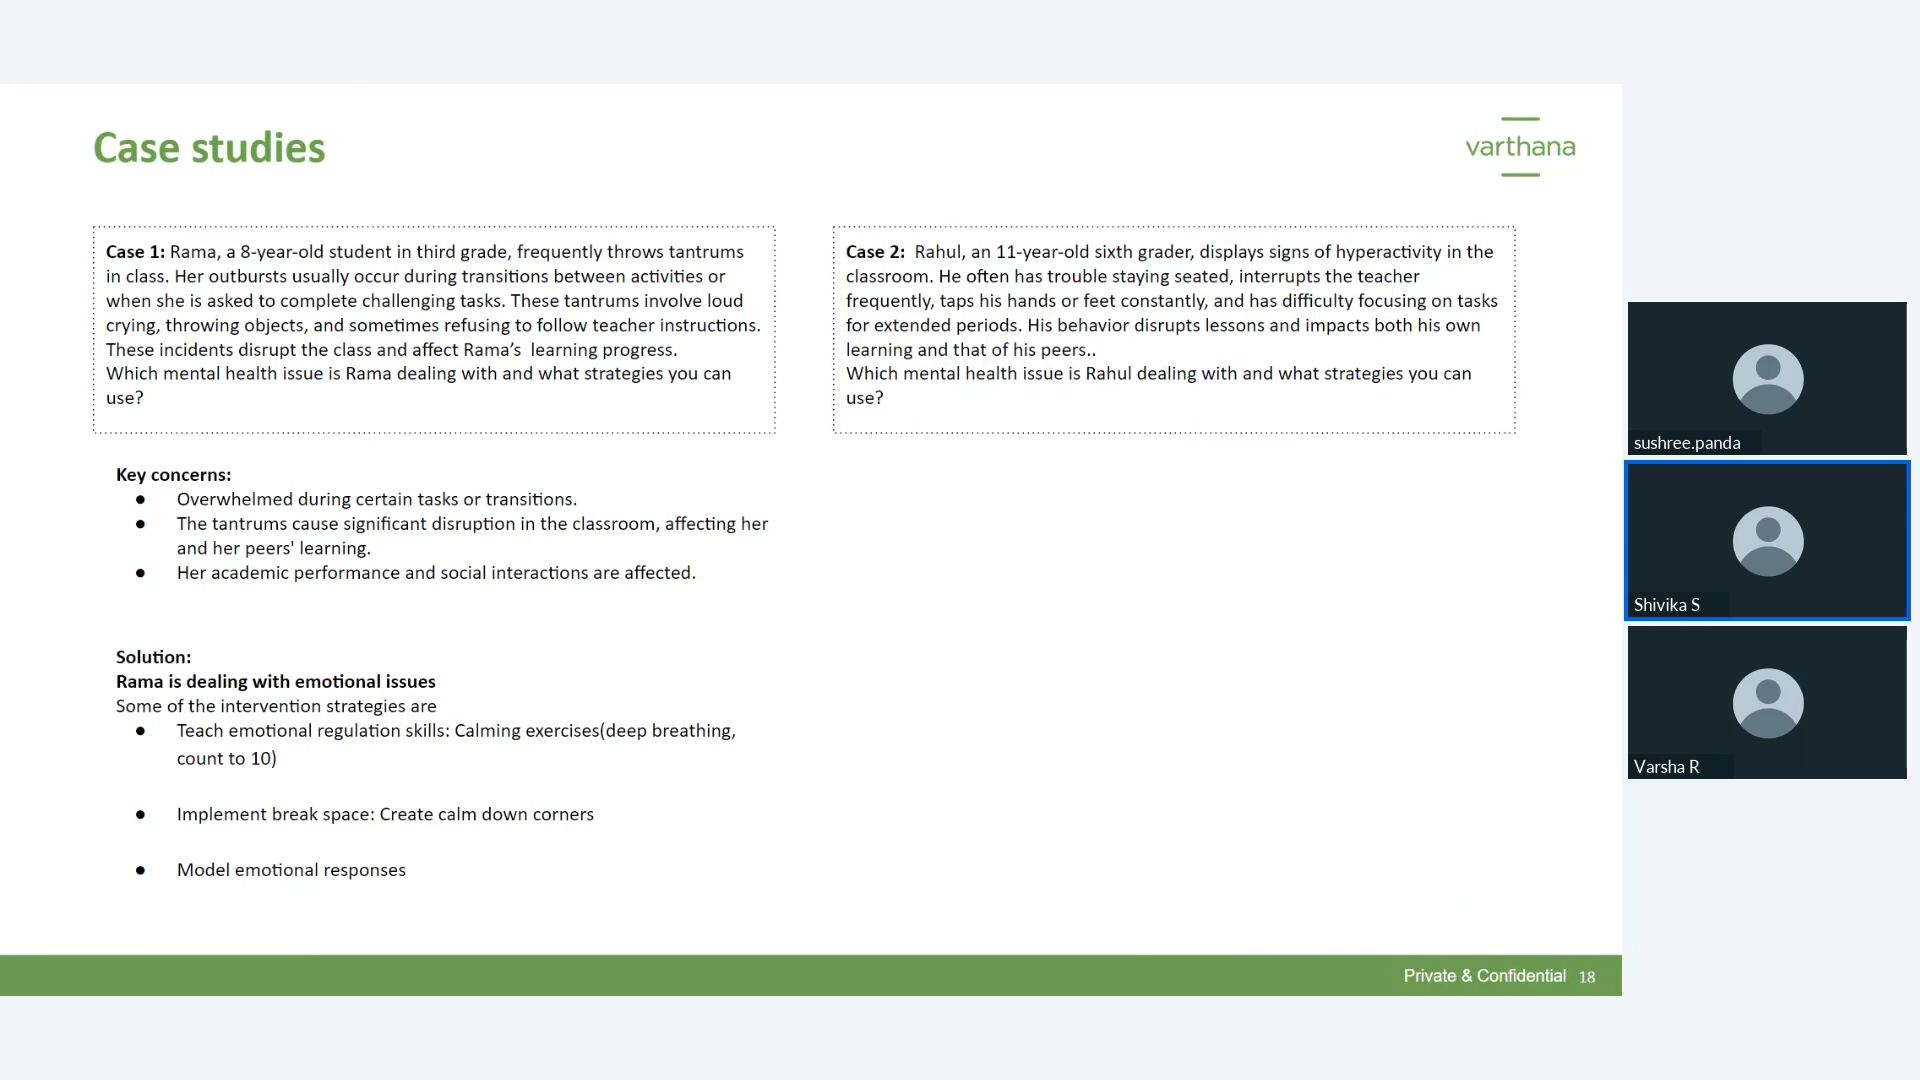 Case studies
varthana
Case 1: Rama, a 8-year-old student in third grade, frequently throws tantrums
in class. Her outbursts usually occur during transitions between activities or
when she is asked to complete challenging tasks. These tantrums involve loud
crying, throwing objects, and sometimes refusing to follow teacher instructions.
These incidents disrupt the class and affect Rama’s  learning progress.
Which mental health issue is Rama dealing with and what strategies you can
use?
Case 2:  Rahul, an 11-year-old sixth grader, displays signs of hyperactivity in the
classroom. He often has trouble staying seated, interrupts the teacher
frequently, taps his hands or feet constantly, and has difficulty focusing on tasks
for extended periods. His behavior disrupts lessons and impacts both his own
learning and that of his peers..
Which mental health issue is Rahul dealing with and what strategies you can
use?
Key concerns:
● Overwhelmed during certain tasks or transitions.
● The tantrums cause significant disruption in the classroom, affecting her
and her peers' learning.
● Her academic performance and social interactions are affected.
Solution:
Rama is dealing with emotional issues
Some of the intervention strategies are
● Teach emotional regulation skills: Calming exercises(deep breathing,
count to 10)
● Implement break space: Create calm down corners
● Model emotional responses
Private & Confidential 18
sushree.panda
Shivika S
Varsha R